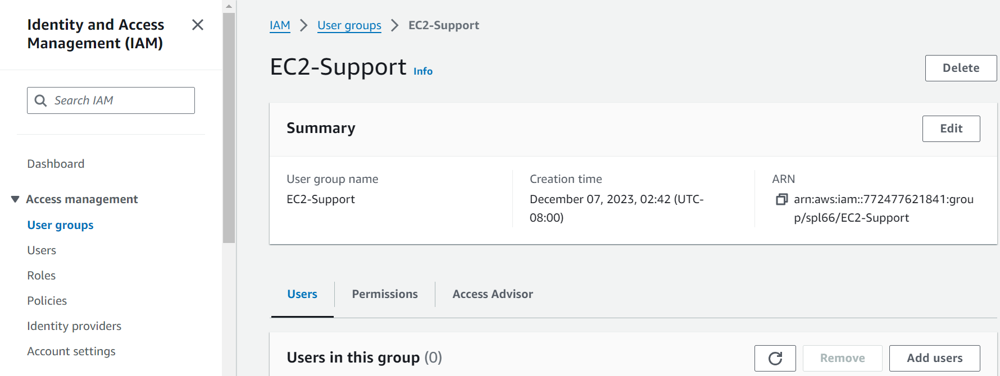 Identity and Access
Management (IAM)
Search IAM
Dashboard
Access management
User groups
Users
Roles
Policies
Identity providers
Account settings
IAM
User groups
EC2-Support
EC2-Support
Info
Delete
Summary
Edit
User group name
EC2-Support
Creation time
December 07, 2023, 02:42 (UTC-
08:00)
ARN
arn:aws:iam::772477621841:grou
p/spl66/EC2-Support
Users
Permissions
Access Advisor
Users in this group (0)
Remove
Add users